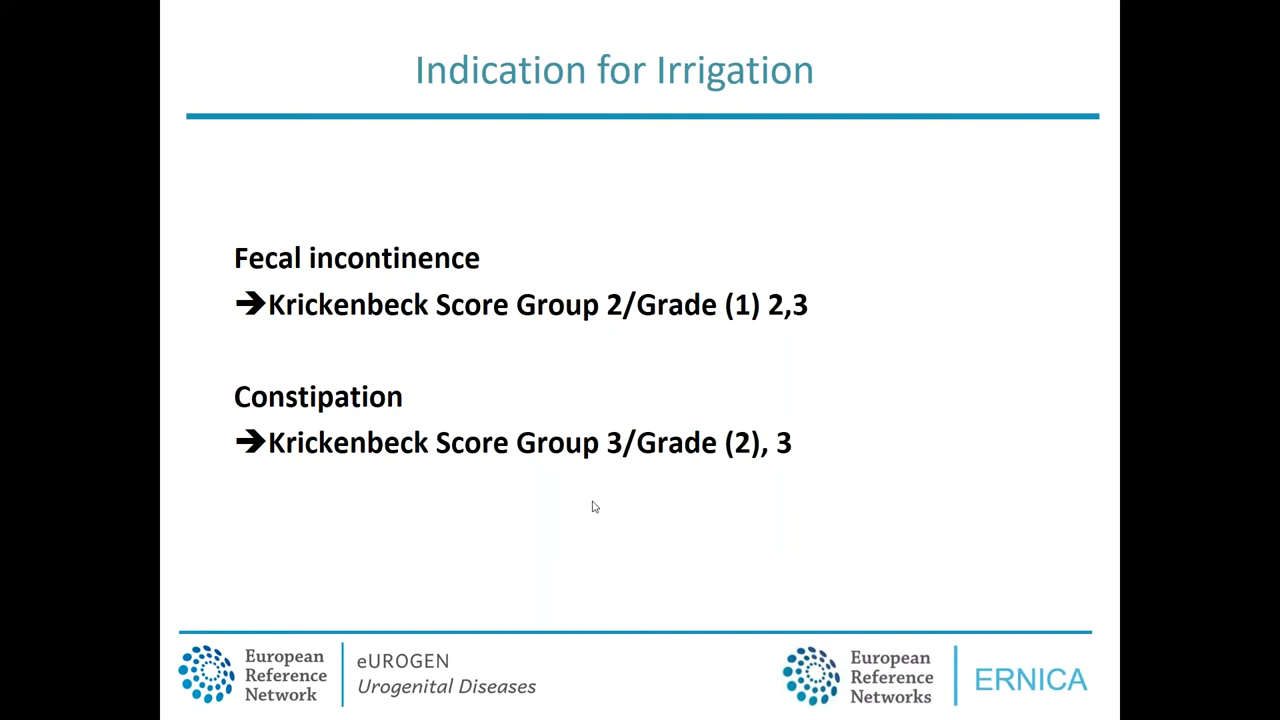 Indication for Irrigation
Fecal incontinence
➔Krickenbeck Score Group 2/Grade (1) 2,3
Constipation
➔Krickenbeck Score Group 3/Grade (2), 3
European
Reference
Network
eUROGEN
Urogenital Diseases
European
Reference
Networks
ERNICA